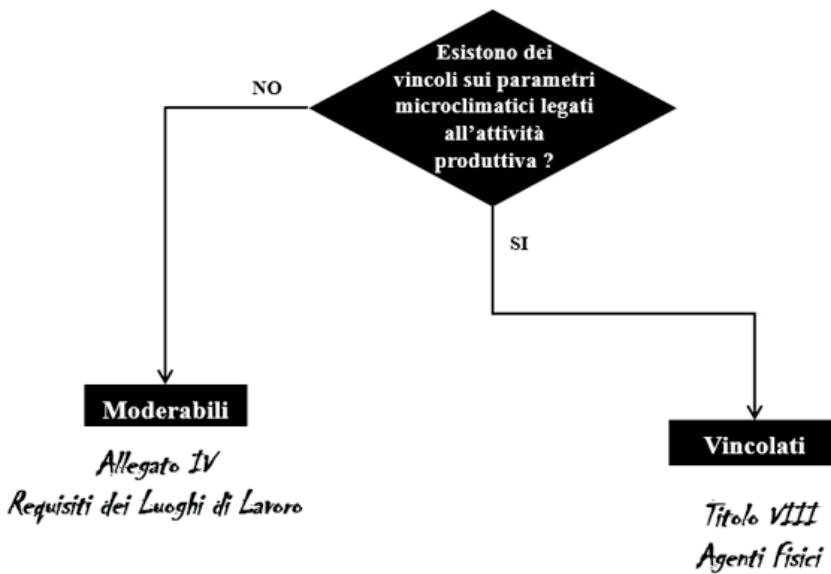 Esistono dei
vincoli sui parametri
microclimatici legati
all'attività
produttiva ?
NO
SI
Moderabili
Allegato IV
Requisiti dei Luoghi di Lavoro
Vincolati
Titolo VIII
Agenti Fisici